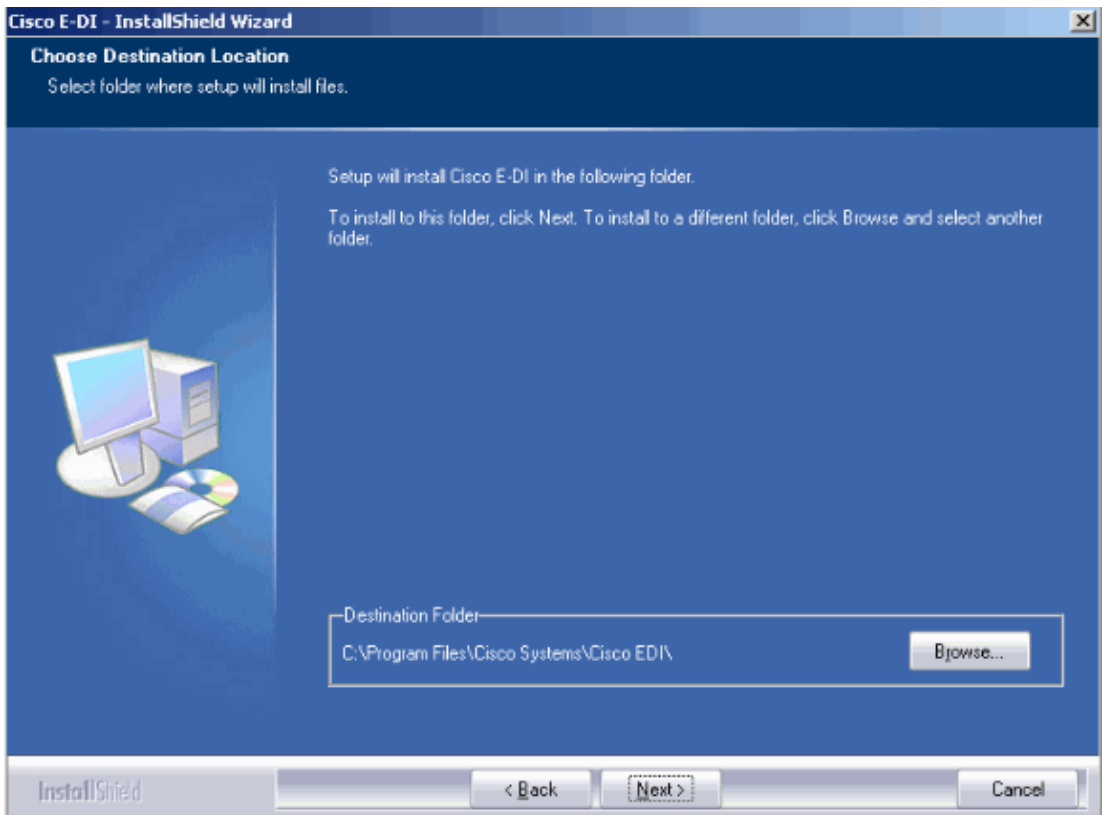 Cisco E-DI - InstallShield Wizard
Choose Destination Location
Select folder where setup will install files.
Setup will install Cisco E-DI in the following folder.
To install to this folder, click Next. To install to a different folder, click Browse and select another
folder.
Destination Folder
C:\Program Files\Cisco Systems\Cisco EDI\
Browse...
InstallShield
< Back
Next >
Cancel